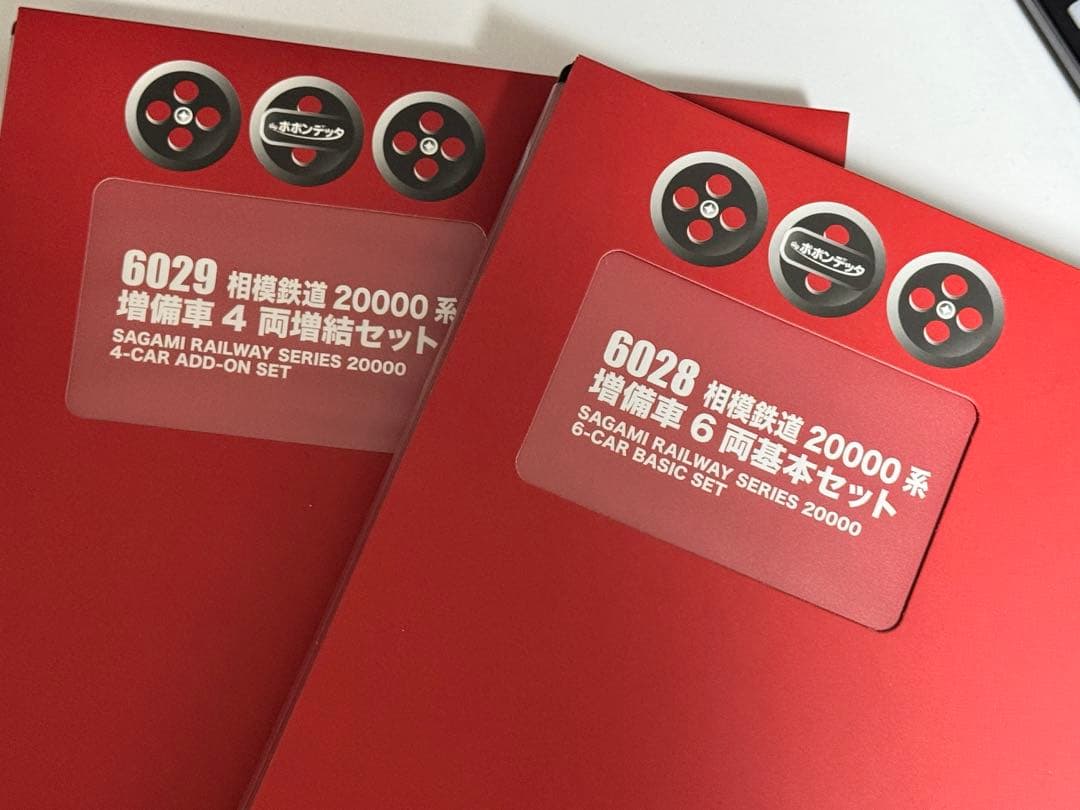 ポポンデッタ
6029 相模鉄道 20000 系
増備車 4 両増結セット
SAGAMI RAILWAY SERIES 20000
4-CAR ADD-ON SET
ポポンデッタ
6028 相模鉄道 20000 系
増備車 6 両基本セット
SAGAMI RAILWAY SERIES 20000
6-CAR BASIC SET